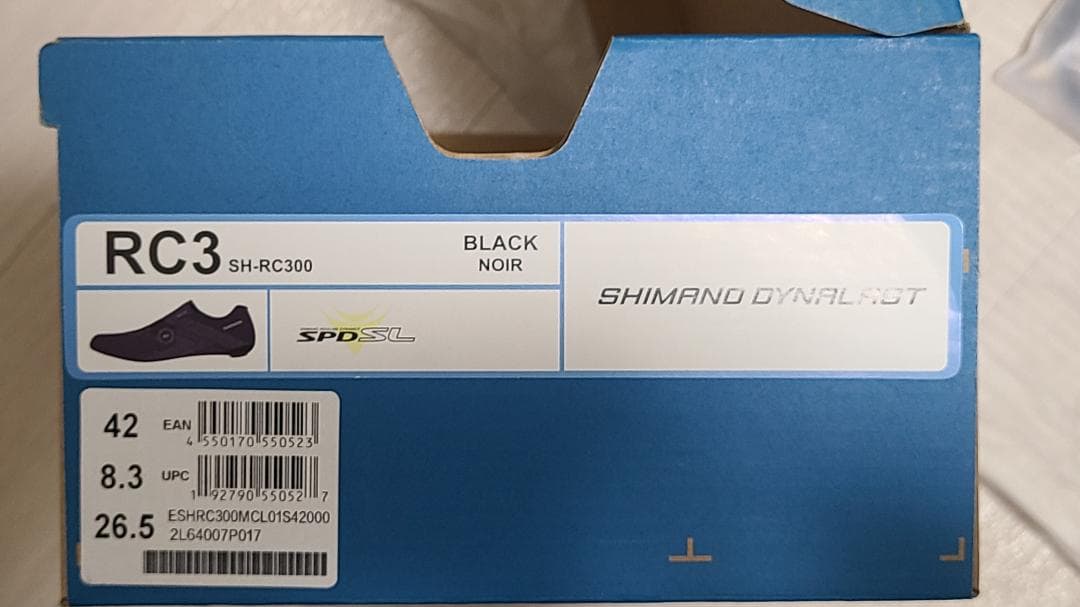 RC3 SH-RC300
BLACK
NOIR
SPD-SL
SHIMANO DYNALAST
42 EAN
4 550170 550523
8.3 UPC
1 92790 55052 7
26.5 ESHRC300MCL01S42000
2L64007P017